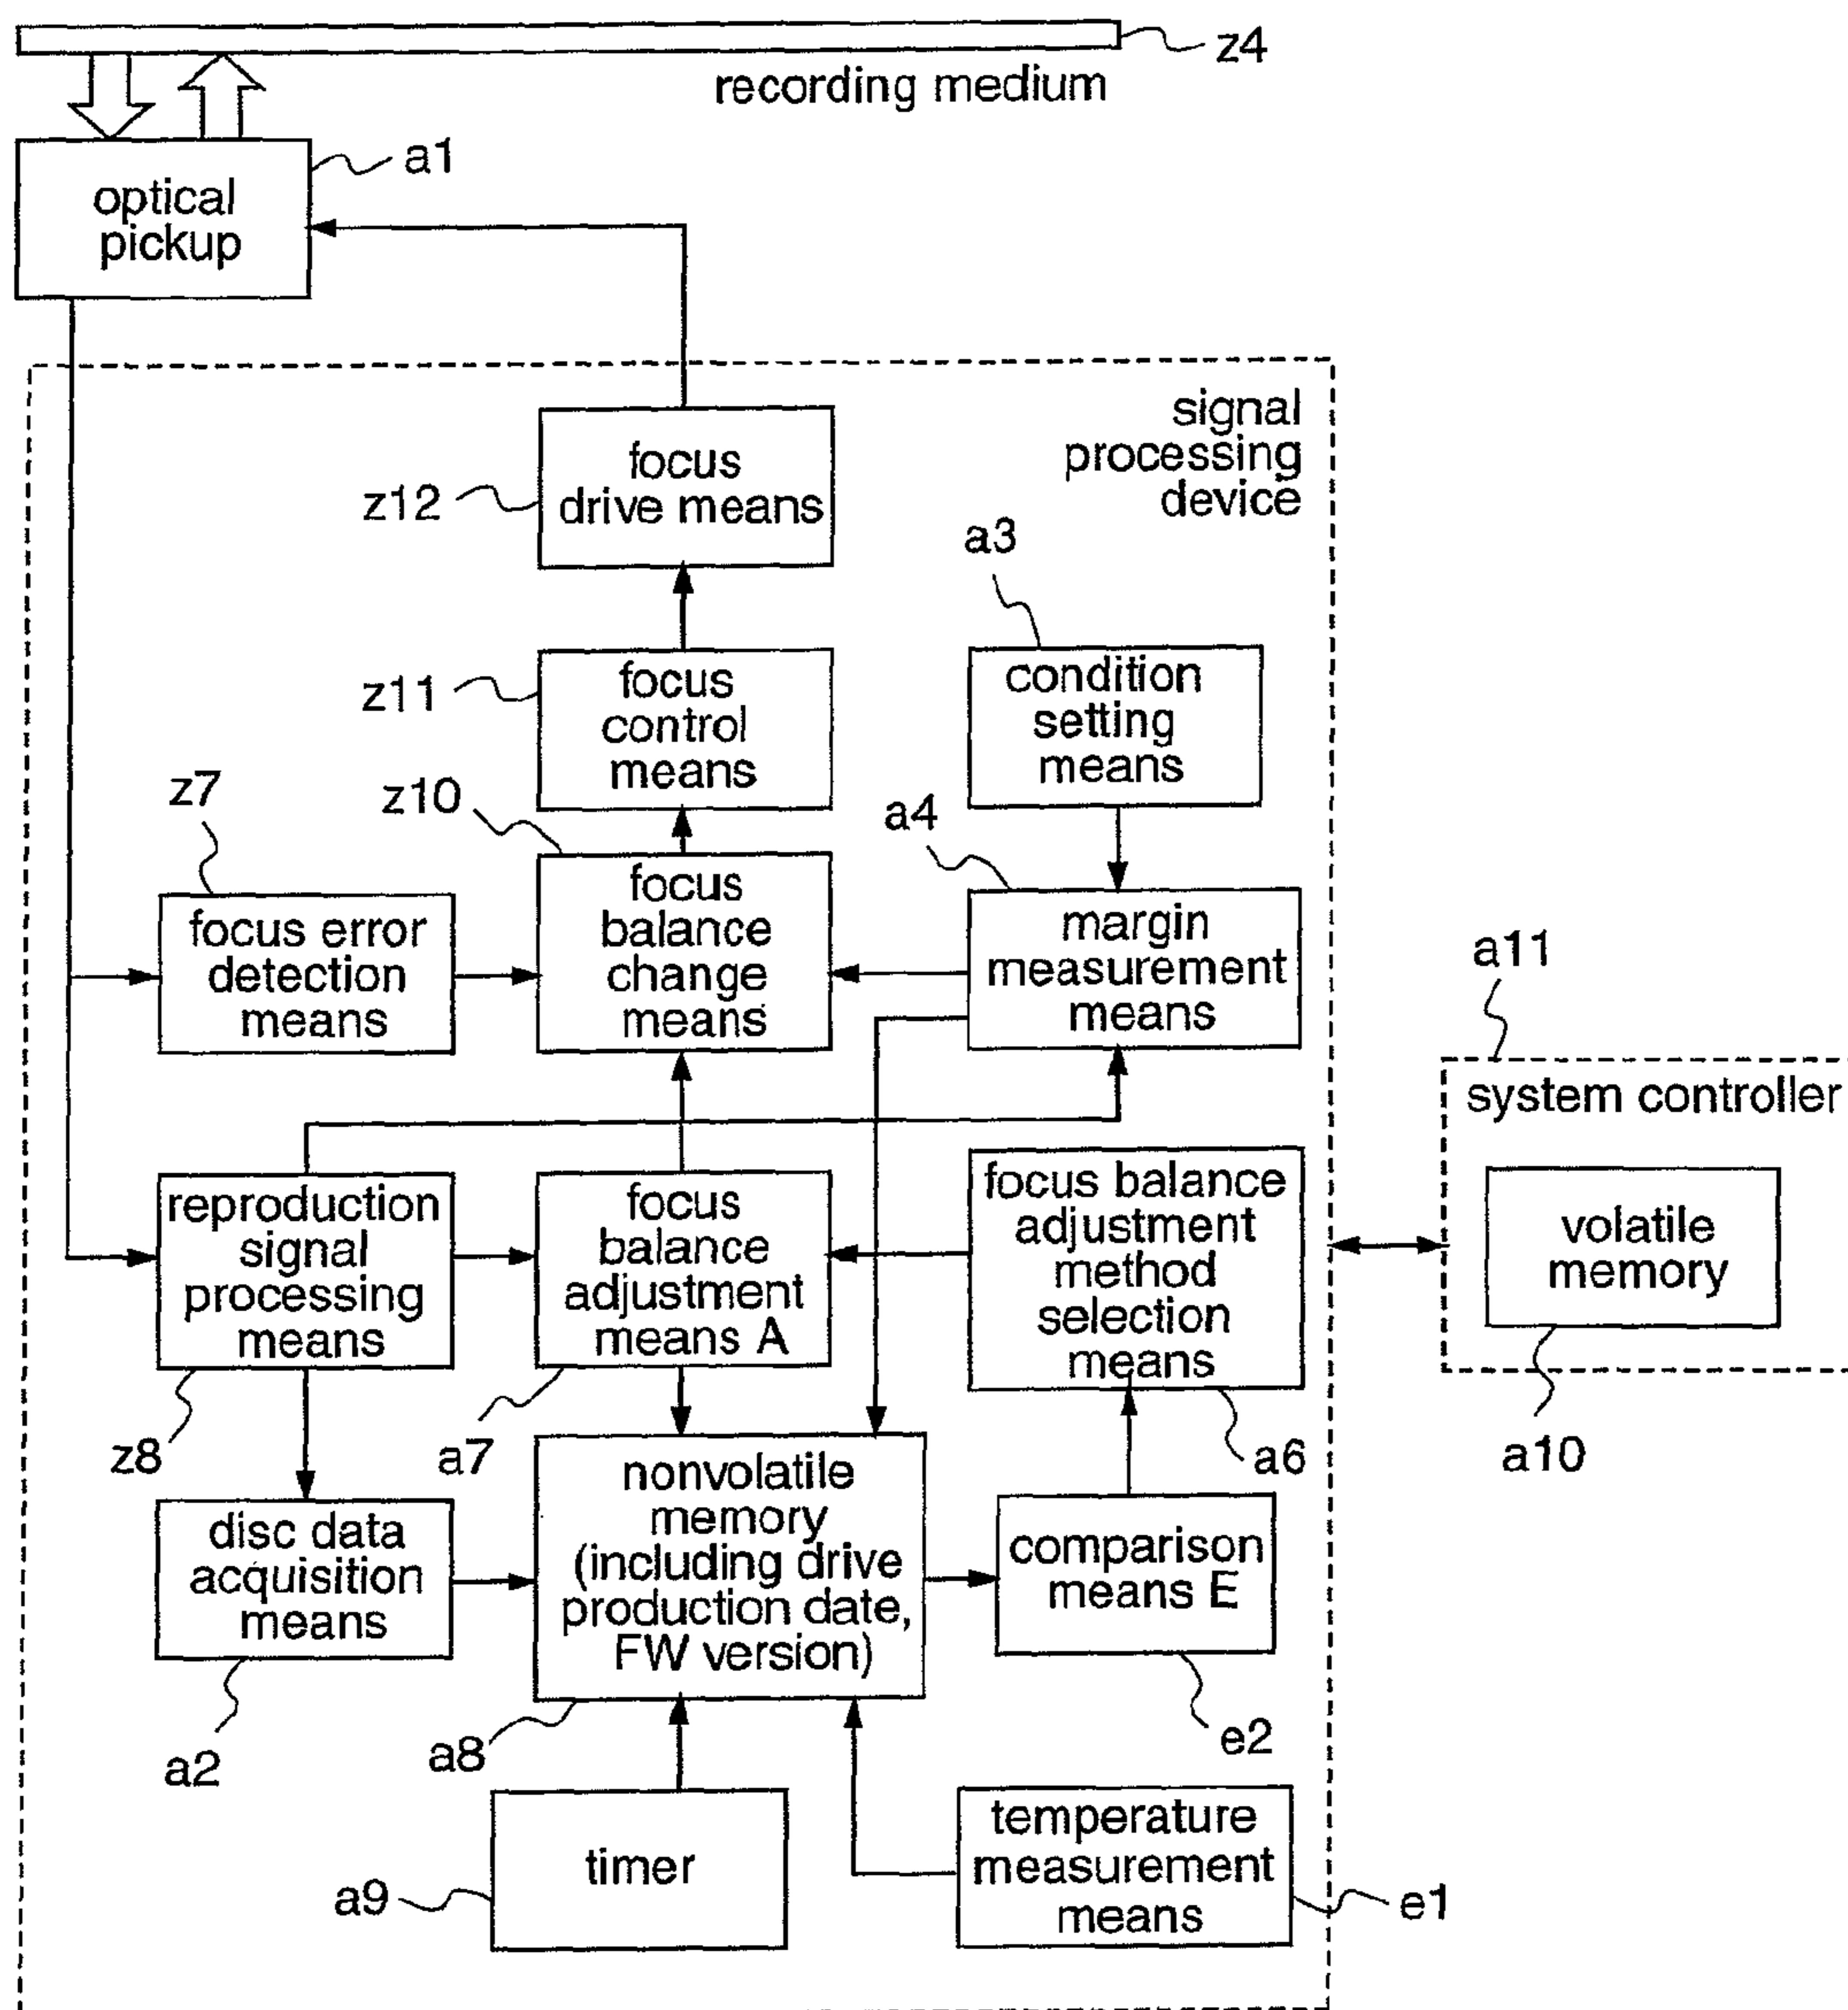 z4
recording medium
a1
optical
pickup
signal
processing
device
focus
drive means
z12
a3
focus
control
means
z11
condition
setting
means
z7
z10
a4
focus error
detection
means
focus
balance
change
means
margin
measurement
means
a11
system controller
reproduction
signal
processing
means
focus
balance
adjustment
means A
focus balance
adjustment
method
selection
means
volatile
memory
z8
a7
a6
a10
disc data
acquisition
means
nonvolatile
memory
(including drive
production date,
FW version)
comparison
means E
a2
a8
e2
timer
temperature
measurement
means
a9
e1